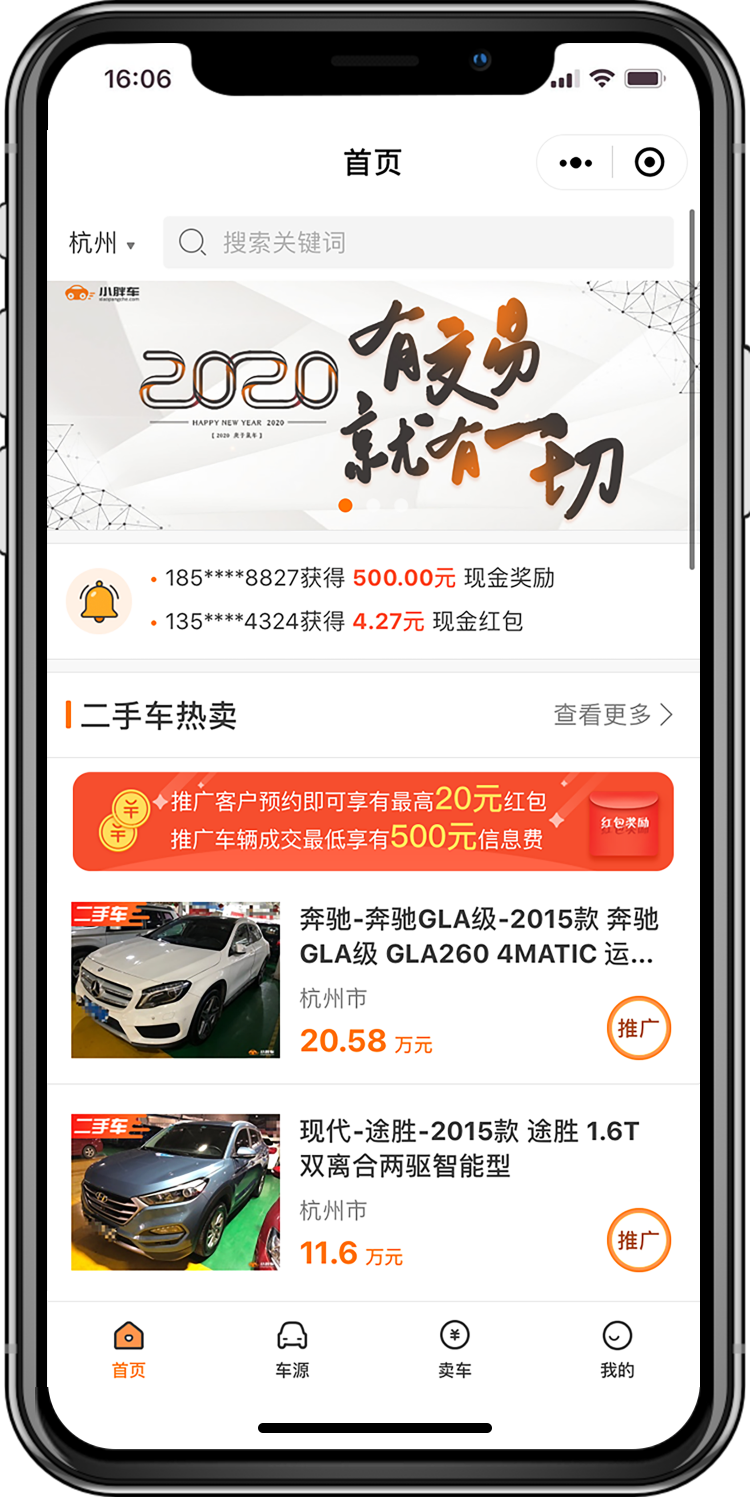 16:06
首页
杭州
搜索关键词
小胖车
xiaopangche.com
有交易
2020
就有一切
HAPPY NEW YEAR 2020
【2020 庚子鼠年】
185****8827获得 500.00元 现金奖励
135****4324获得 4.27元 现金红包
二手车热卖
查看更多
推广客户预约即可享有最高20元红包
推广车辆成交最低享有500元信息费
红包奖励
二手车
奔驰-奔驰GLA级-2015款 奔驰
GLA级 GLA260 4MATIC 运...
杭州市
20.58 万元
推广
小胖车
二手车
现代-途胜-2015款 途胜 1.6T
双离合两驱智能型
杭州市
11.6 万元
推广
小胖车
首页
车源
卖车
我的